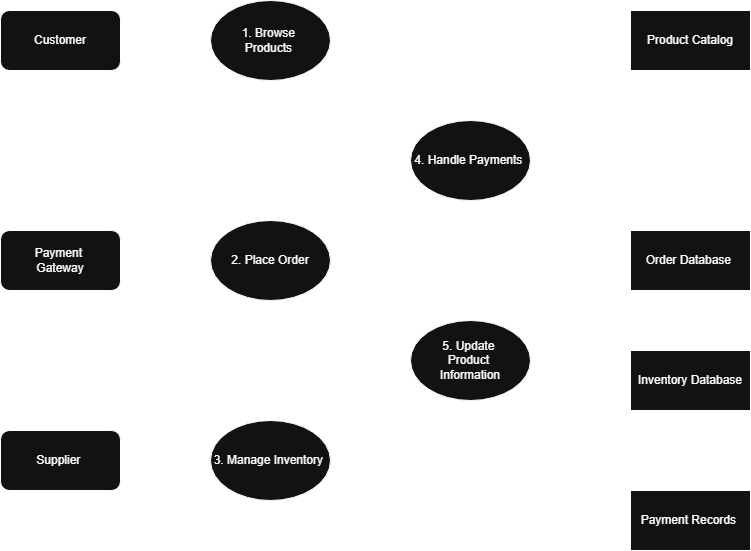 Customer
1. Browse
Products
Product Catalog
4. Handle Payments
Payment
Gateway
2. Place Order
Order Database
5. Update
Product
Information
Inventory Database
Supplier
3. Manage Inventory
Payment Records